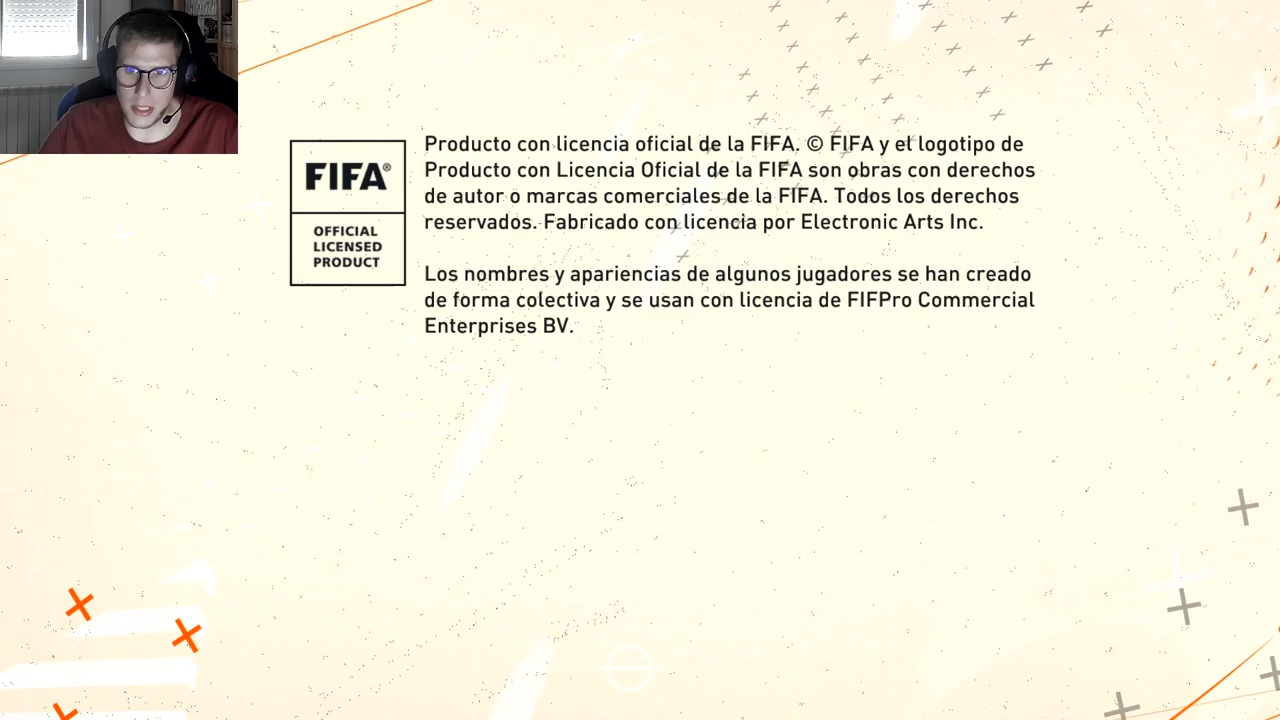 FIFA®
OFFICIAL
LICENSED
PRODUCT
Producto con licencia oficial de la FIFA. © FIFA y el logotipo de
Producto con Licencia Oficial de la FIFA son obras con derechos
de autor o marcas comerciales de la FIFA. Todos los derechos
reservados. Fabricado con licencia por Electronic Arts Inc.
Los nombres y apariencias de algunos jugadores se han creado
de forma colectiva y se usan con licencia de FIFPro Commercial
Enterprises BV.